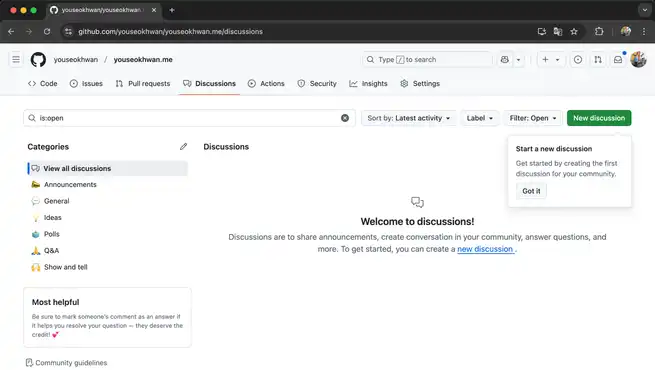 youseokhwan/youseokhwan.
github.com/youseokhwan/youseokhwan.me/discussions
youseokhwan / youseokhwan.me
Type / to search
Code Issues Pull requests Discussions Actions Security Insights Settings
is:open
Sort by: Latest activity Label Filter: Open New discussion
Categories
Discussions
Start a new discussion
Get started by creating the first
discussion for your community.
Got it
View all discussions
Announcements
General
Ideas
Polls
Q&A
Show and tell
Welcome to discussions!
Discussions are to share announcements, create conversation in your community, answer questions, and
more. To get started, you can create a new discussion .
Most helpful
Be sure to mark someone's comment as an answer if
it helps you resolve your question — they deserve the
credit! 💕
Community guidelines